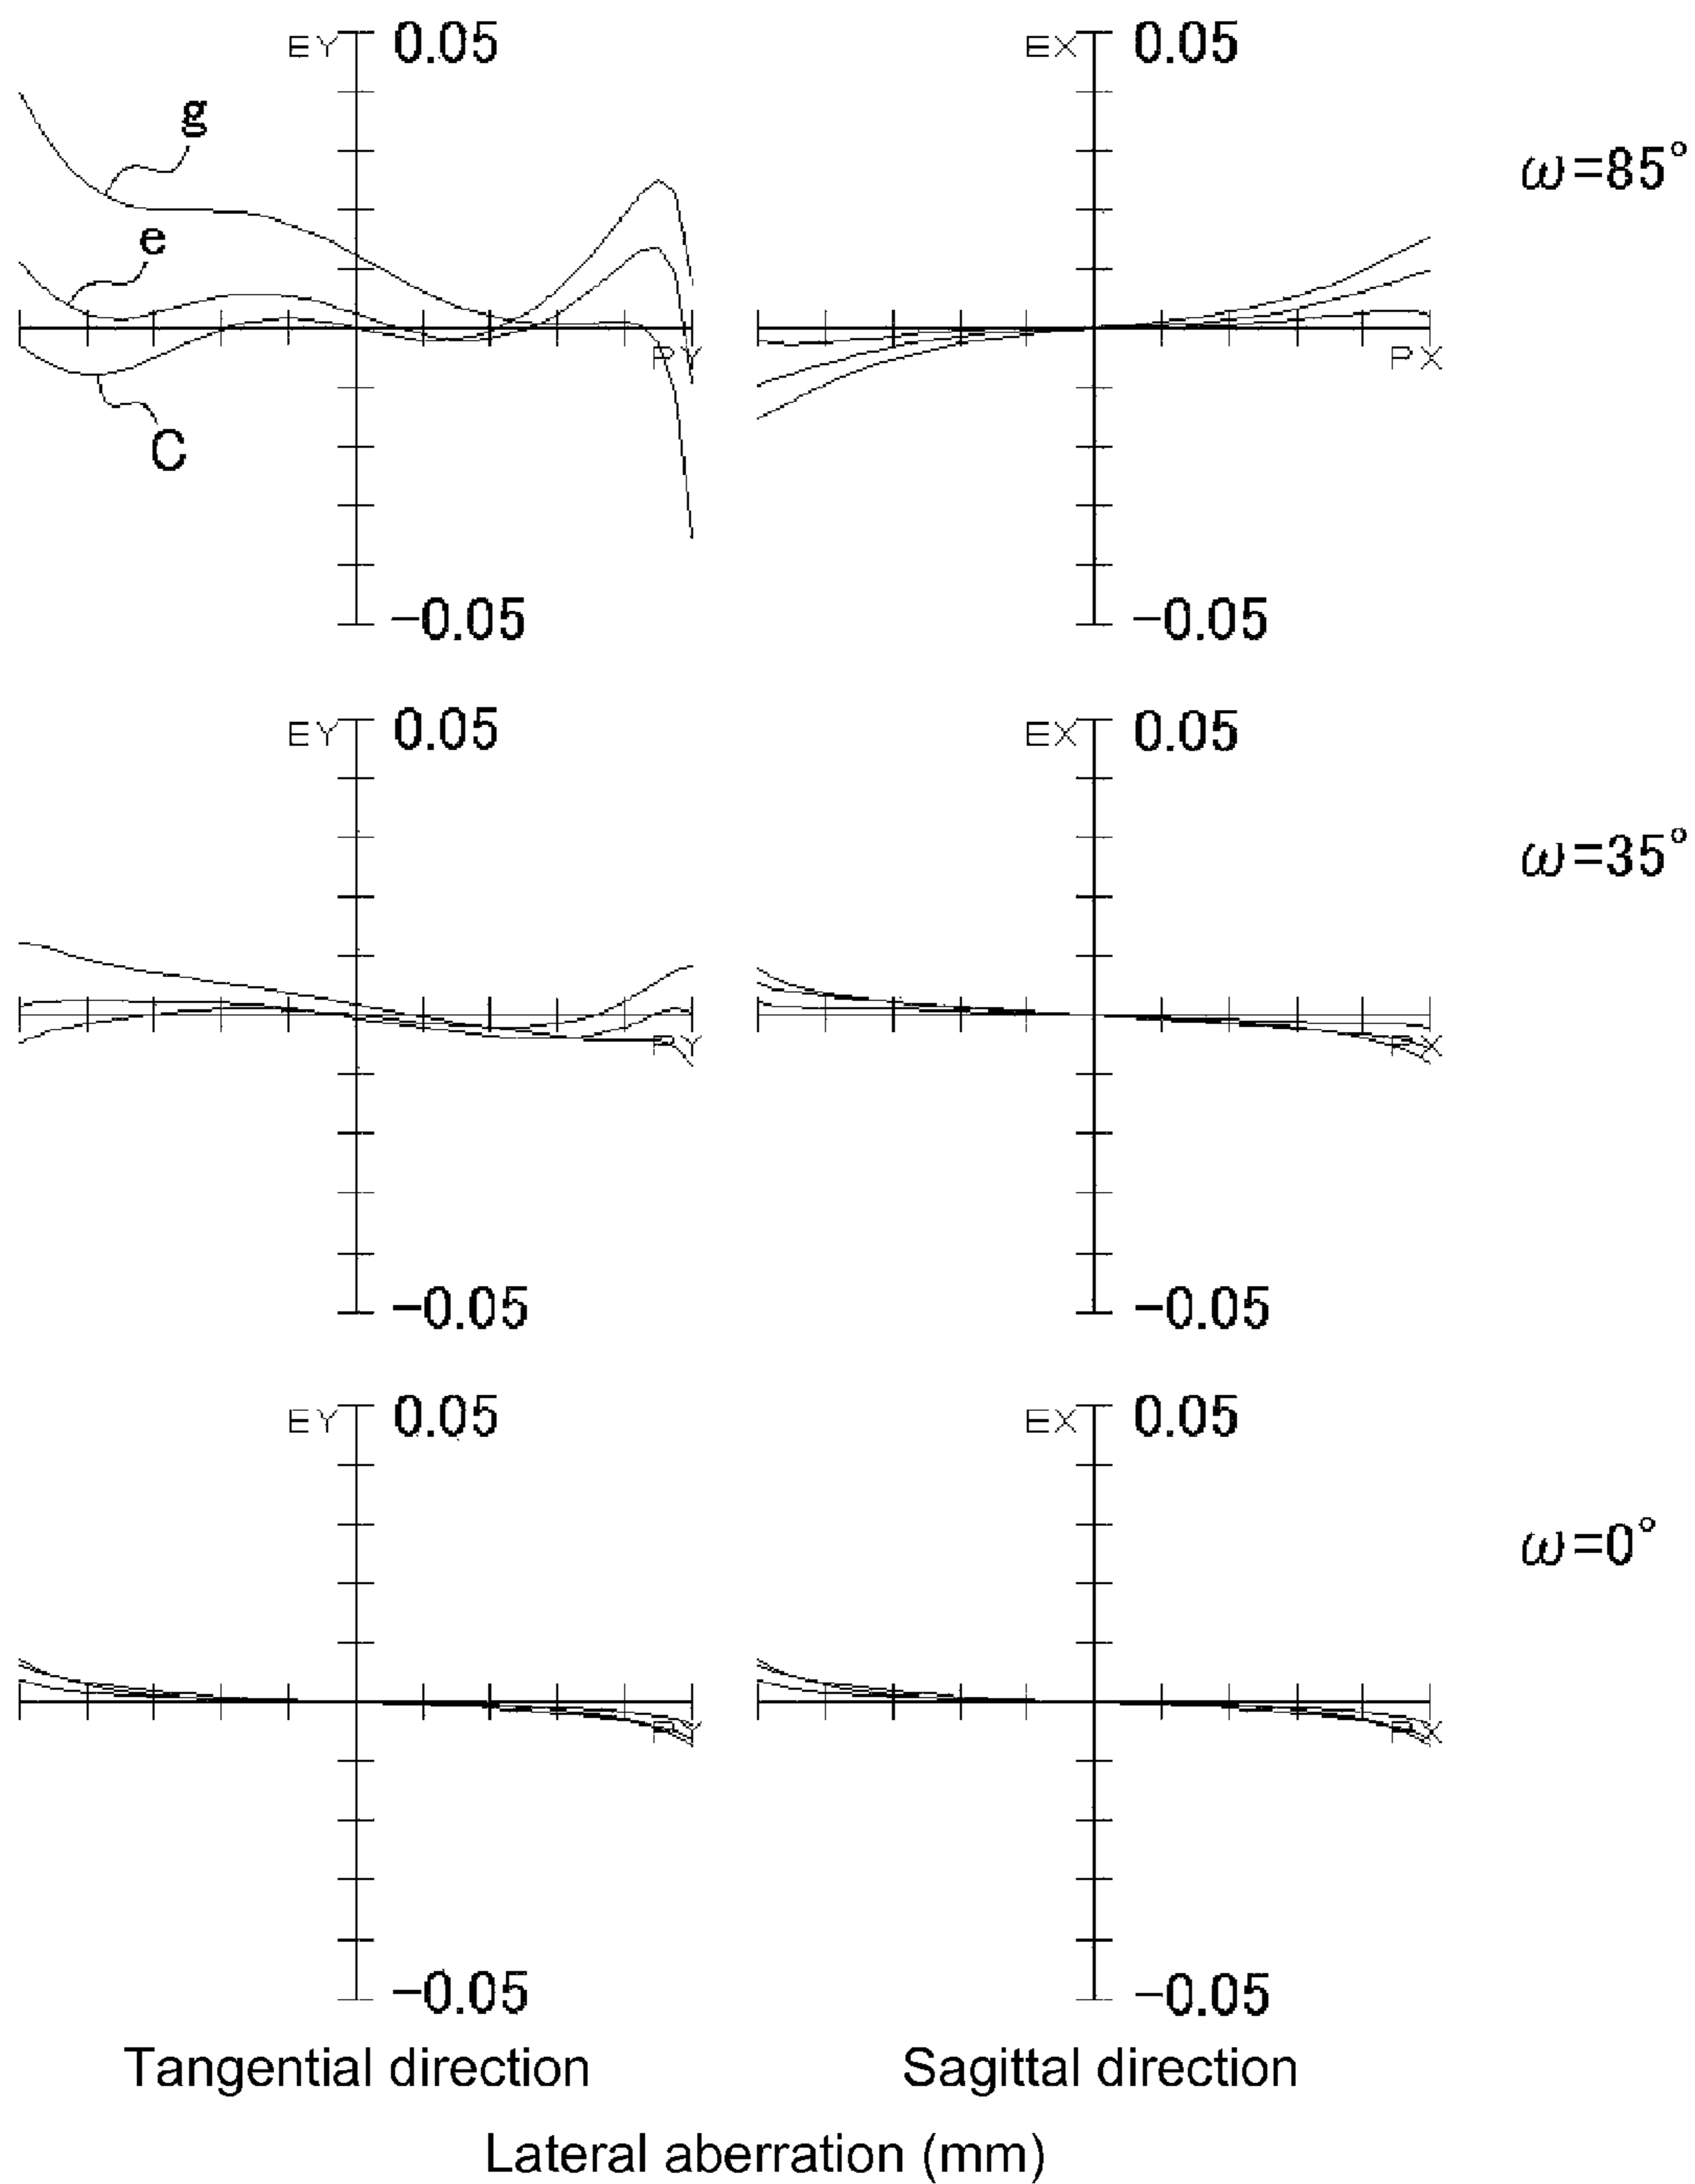 EY 0.05 EX 0.05
g
ω=85°
e
PY PX
C
−0.05 −0.05
EY 0.05 EX 0.05
ω=35°
PY PX
−0.05 −0.05
EY 0.05 EX 0.05
ω=0°
PY PX
−0.05 −0.05
Tangential direction Sagittal direction
Lateral aberration (mm)